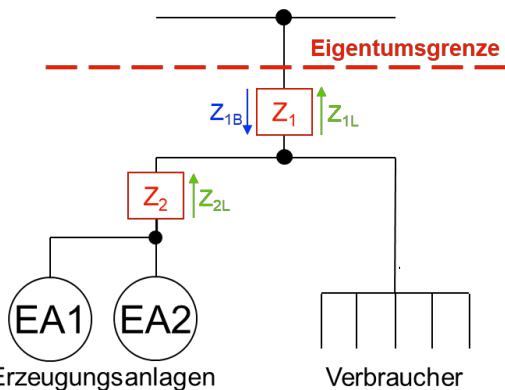 Eigentumsgrenze
Z1B Z1 Z1L
Z2 Z2L
EA1 EA2
Erzeugungsanlagen Verbraucher